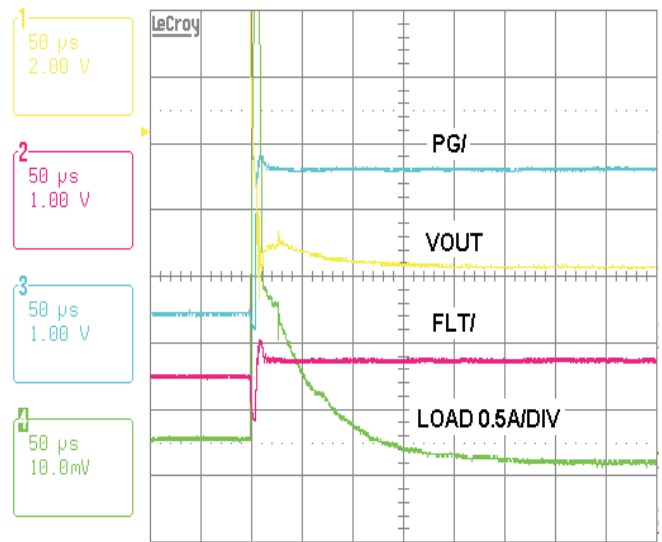 1
50 µs
2.00 V
2
50 µs
1.00 V
3
50 µs
1.00 V
4
50 µs
10.0mV
LeCroy
PG/
VOUT
FLT/
LOAD 0.5A/DIV